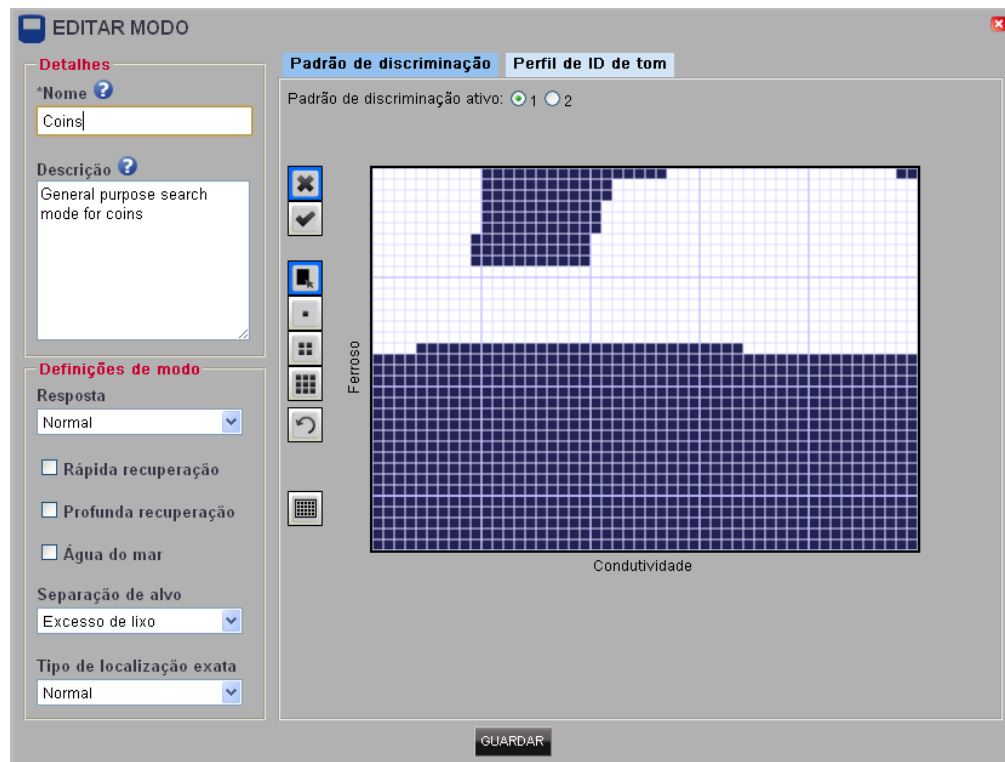 EDITAR MODO
Detalhes
*Nome
Coins
Descrição
General purpose search
mode for coins
Definições de modo
Resposta
Normal
Rápida recuperação
Profunda recuperação
Água do mar
Separação de alvo
Excesso de lixo
Tipo de localização exata
Normal
Padrão de discriminação
Perfil de ID de tom
Padrão de discriminação ativo: 1 2
Ferroso
Condutividade
GUARDAR